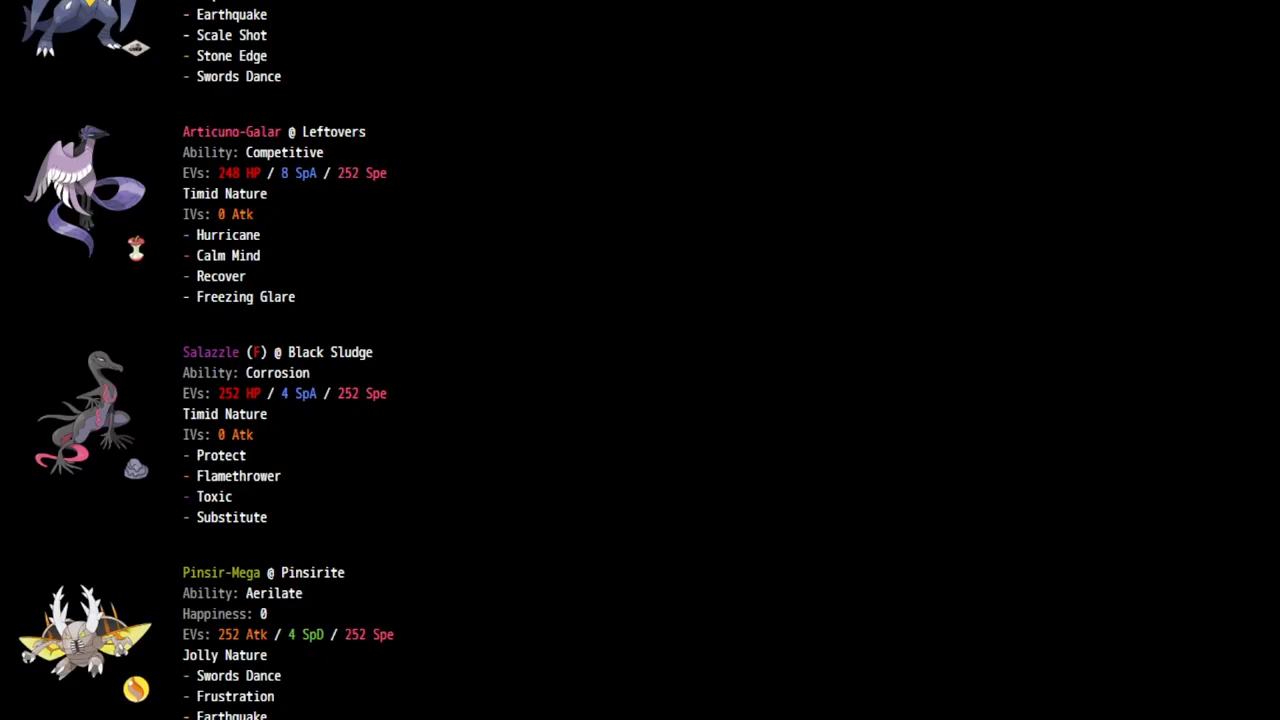 - Earthquake
- Scale Shot
- Stone Edge
- Swords Dance
Articuno-Galar @ Leftovers
Ability: Competitive
EVs: 248 HP / 8 SpA / 252 Spe
Timid Nature
IVs: 0 Atk
- Hurricane
- Calm Mind
- Recover
- Freezing Glare
Salazzle (F) @ Black Sludge
Ability: Corrosion
EVs: 252 HP / 4 SpA / 252 Spe
Timid Nature
IVs: 0 Atk
- Protect
- Flamethrower
- Toxic
- Substitute
Pinsir-Mega @ Pinsirite
Ability: Aerilate
Happiness: 0
EVs: 252 Atk / 4 SpD / 252 Spe
Jolly Nature
- Swords Dance
- Frustration
- Earthquake